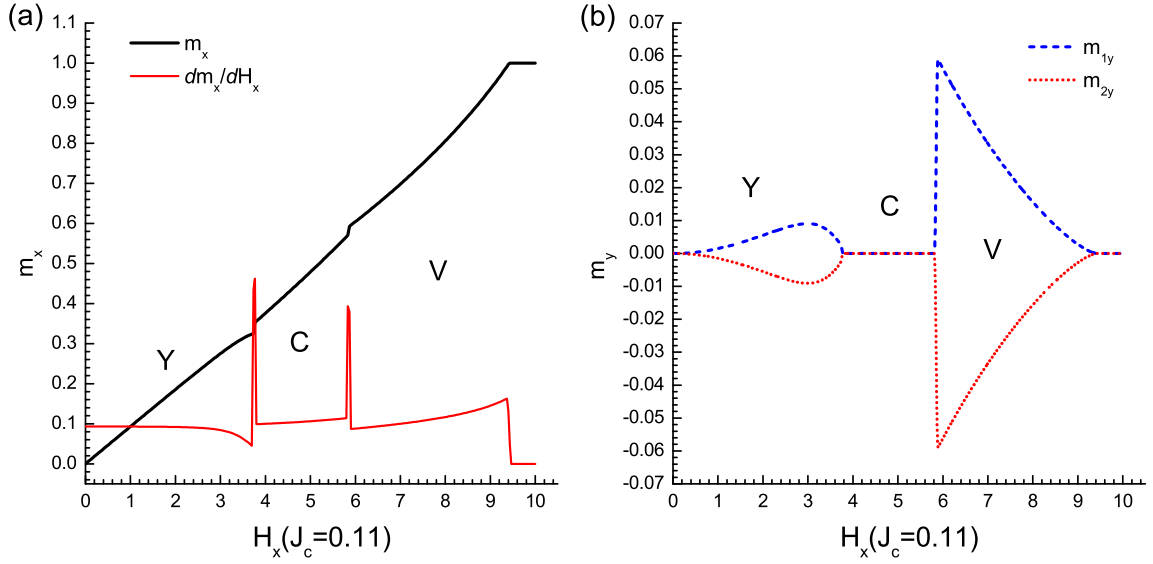 (a)
1.1
1.0
0.9
0.8
0.7
0.6
0.5
0.4
0.3
0.2
0.1
0.0
m_x
m_x
dm_x/dH_x
Y
C
V
0 1 2 3 4 5 6 7 8 9 10
H_x(J_c=0.11)
(b)
0.07
0.06
0.05
0.04
0.03
0.02
0.01
0.00
-0.01
-0.02
-0.03
-0.04
-0.05
-0.06
-0.07
m_y
m_1y
m_2y
Y
C
V
0 1 2 3 4 5 6 7 8 9 10
H_x(J_c=0.11)